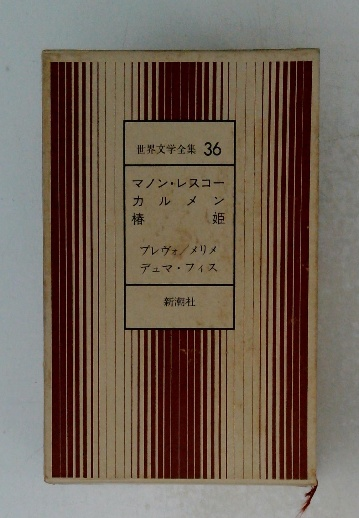 世界文学全集 36
マノン・レスコー
カルメン
椿姫
プレヴォ/メリメ
デュマ・フィス
新潮社